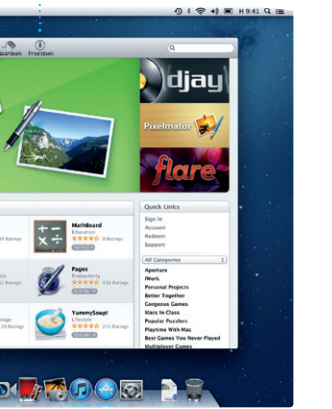 H 9:41
Frissítések
djay
Pixelmator
flare
Quick Links
Sign In
Account
Redeem
Support
MathBoard
Education
8 Ratings
All Categories
Aperture
iWork
Personal Projects
Better Together
Gorgeous Games
Macs In Class
Popular Puzzlers
Playtime With Mac
Best Games You Never Played
Multiplayer Games
Pages
Productivity
YummySoup!
Lifestyle